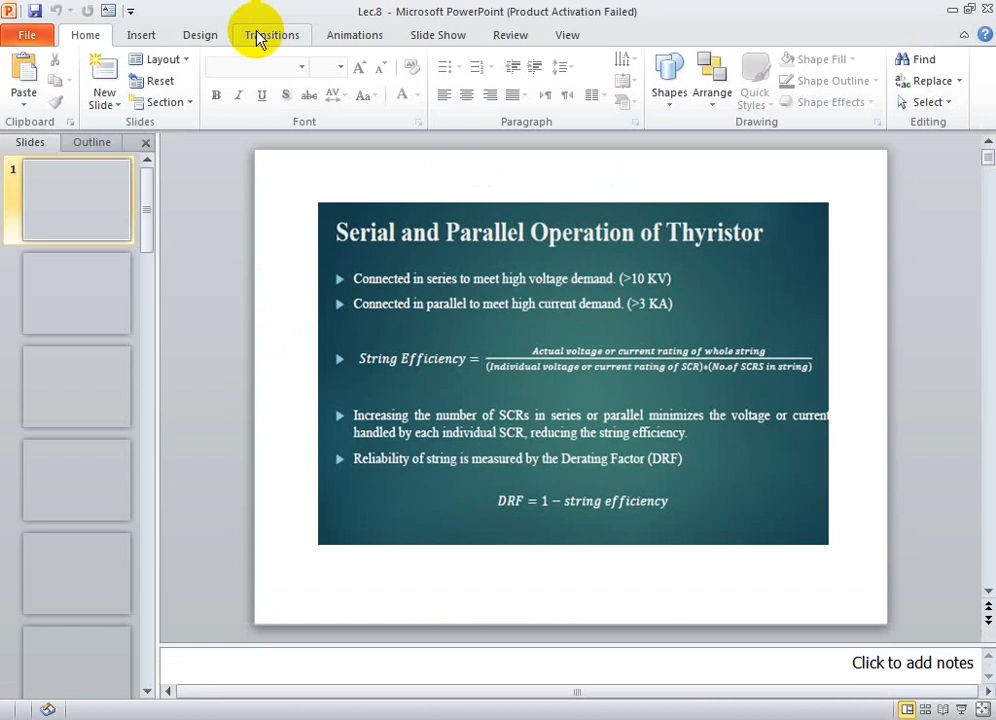 Lec.8 - Microsoft PowerPoint (Product Activation Failed)
File Home Insert Design Transitions Animations Slide Show Review View
Paste
New Slide
Layout
Reset
Section
B I U S abc AV Aa A
Shapes
Arrange
Quick Styles
Shape Fill
Shape Outline
Shape Effects
Find
Replace
Select
Clipboard Slides Font Paragraph Drawing Editing
Slides Outline
1
Serial and Parallel Operation of Thyristor
Connected in series to meet high voltage demand. (>10 KV)
Connected in parallel to meet high current demand. (>3 KA)
String Efficiency = Actual voltage or current rating of whole string
(Individual voltage or current rating of SCR)*(No.of SCRS in string)
Increasing the number of SCRs in series or parallel minimizes the voltage or current
handled by each individual SCR, reducing the string efficiency.
Reliability of string is measured by the Derating Factor (DRF)
DRF = 1 − string efficiency
Click to add notes